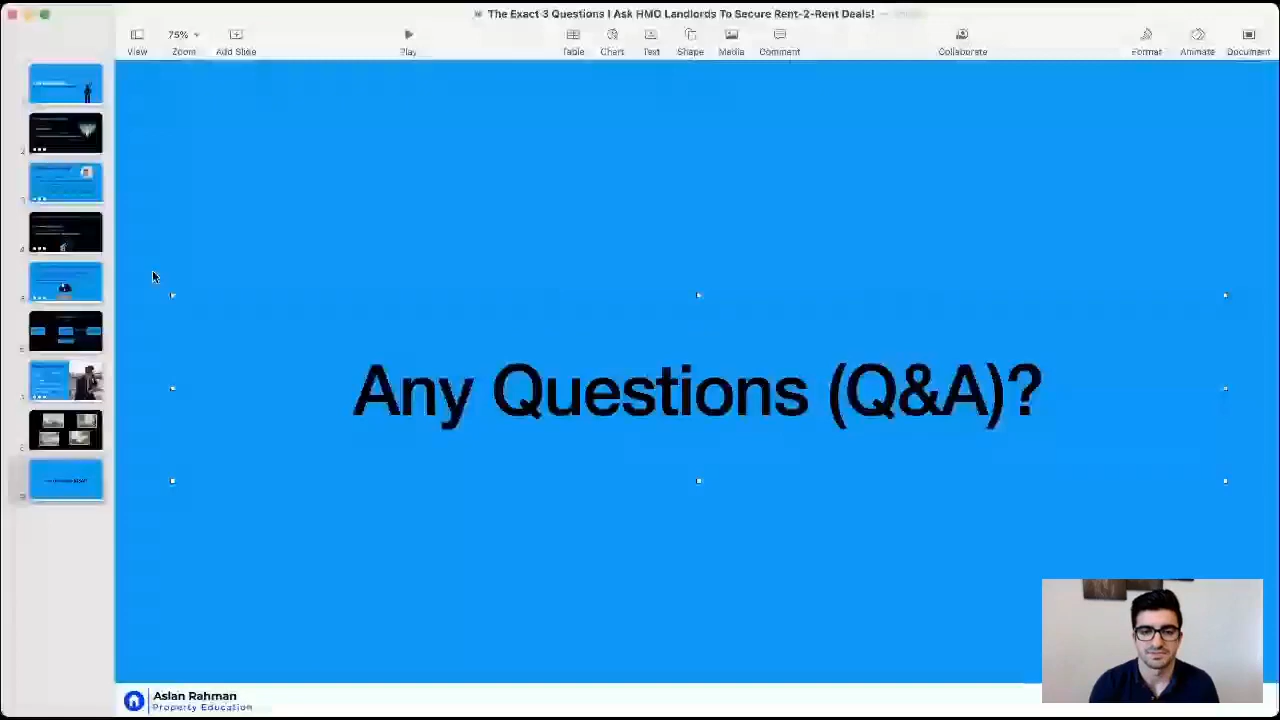 The Exact 3 Questions I Ask HMO Landlords To Secure Rent-2-Rent Deals!
75%
View
Zoom
Add Slide
Play
Table
Chart
Text
Shape
Media
Comment
Collaborate
Format
Animate
Document
Any Questions (Q&A)?
Aslan Rahman
Property Education